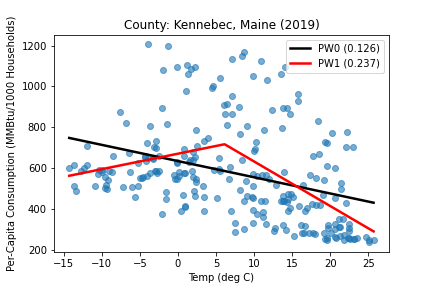 County: Kennebec, Maine (2019)
Per-Capita Consumption (MMBtu/1000 Households)
1200
1000
800
600
400
200
PW0 (0.126)
PW1 (0.237)
−15 −10 −5 0 5 10 15 20 25
Temp (deg C)